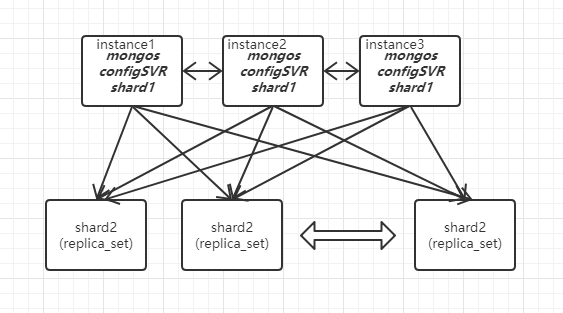 instance1
mongos
configSVR
shard1
instance2
mongos
configSVR
shard1
instance3
mongos
configSVR
shard1
shard2
(replica_set)
shard2
(replica_set)
shard2
(replica_set)